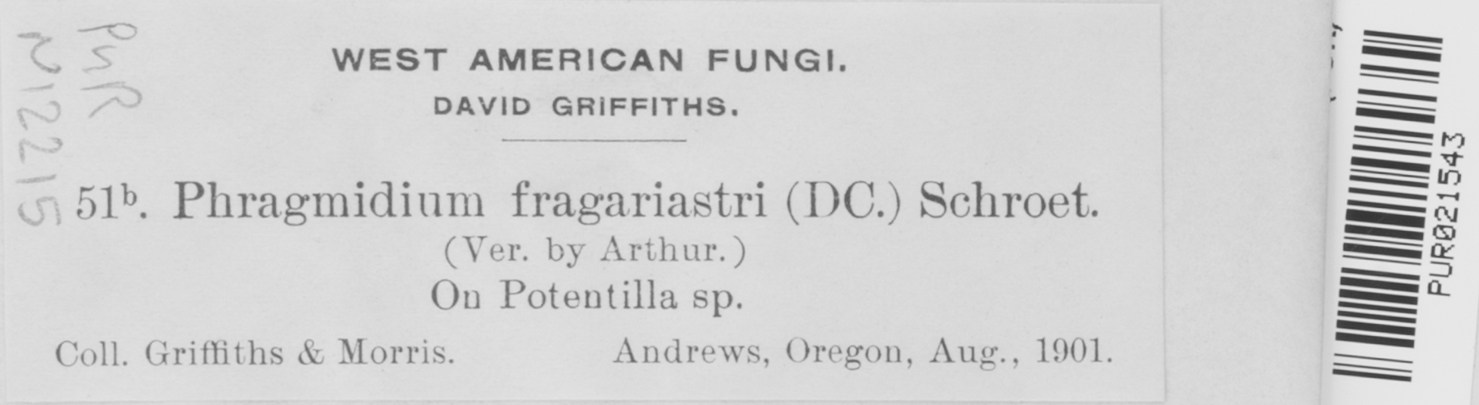 WEST AMERICAN FUNGI.
DAVID GRIFFITHS.
51ᵇ. Phragmidium fragariastri (DC.) Schroet.
(Ver. by Arthur.)
On Potentilla sp.
Coll. Griffiths & Morris. Andrews, Oregon, Aug., 1901.
PUR
N12215
PUR021543